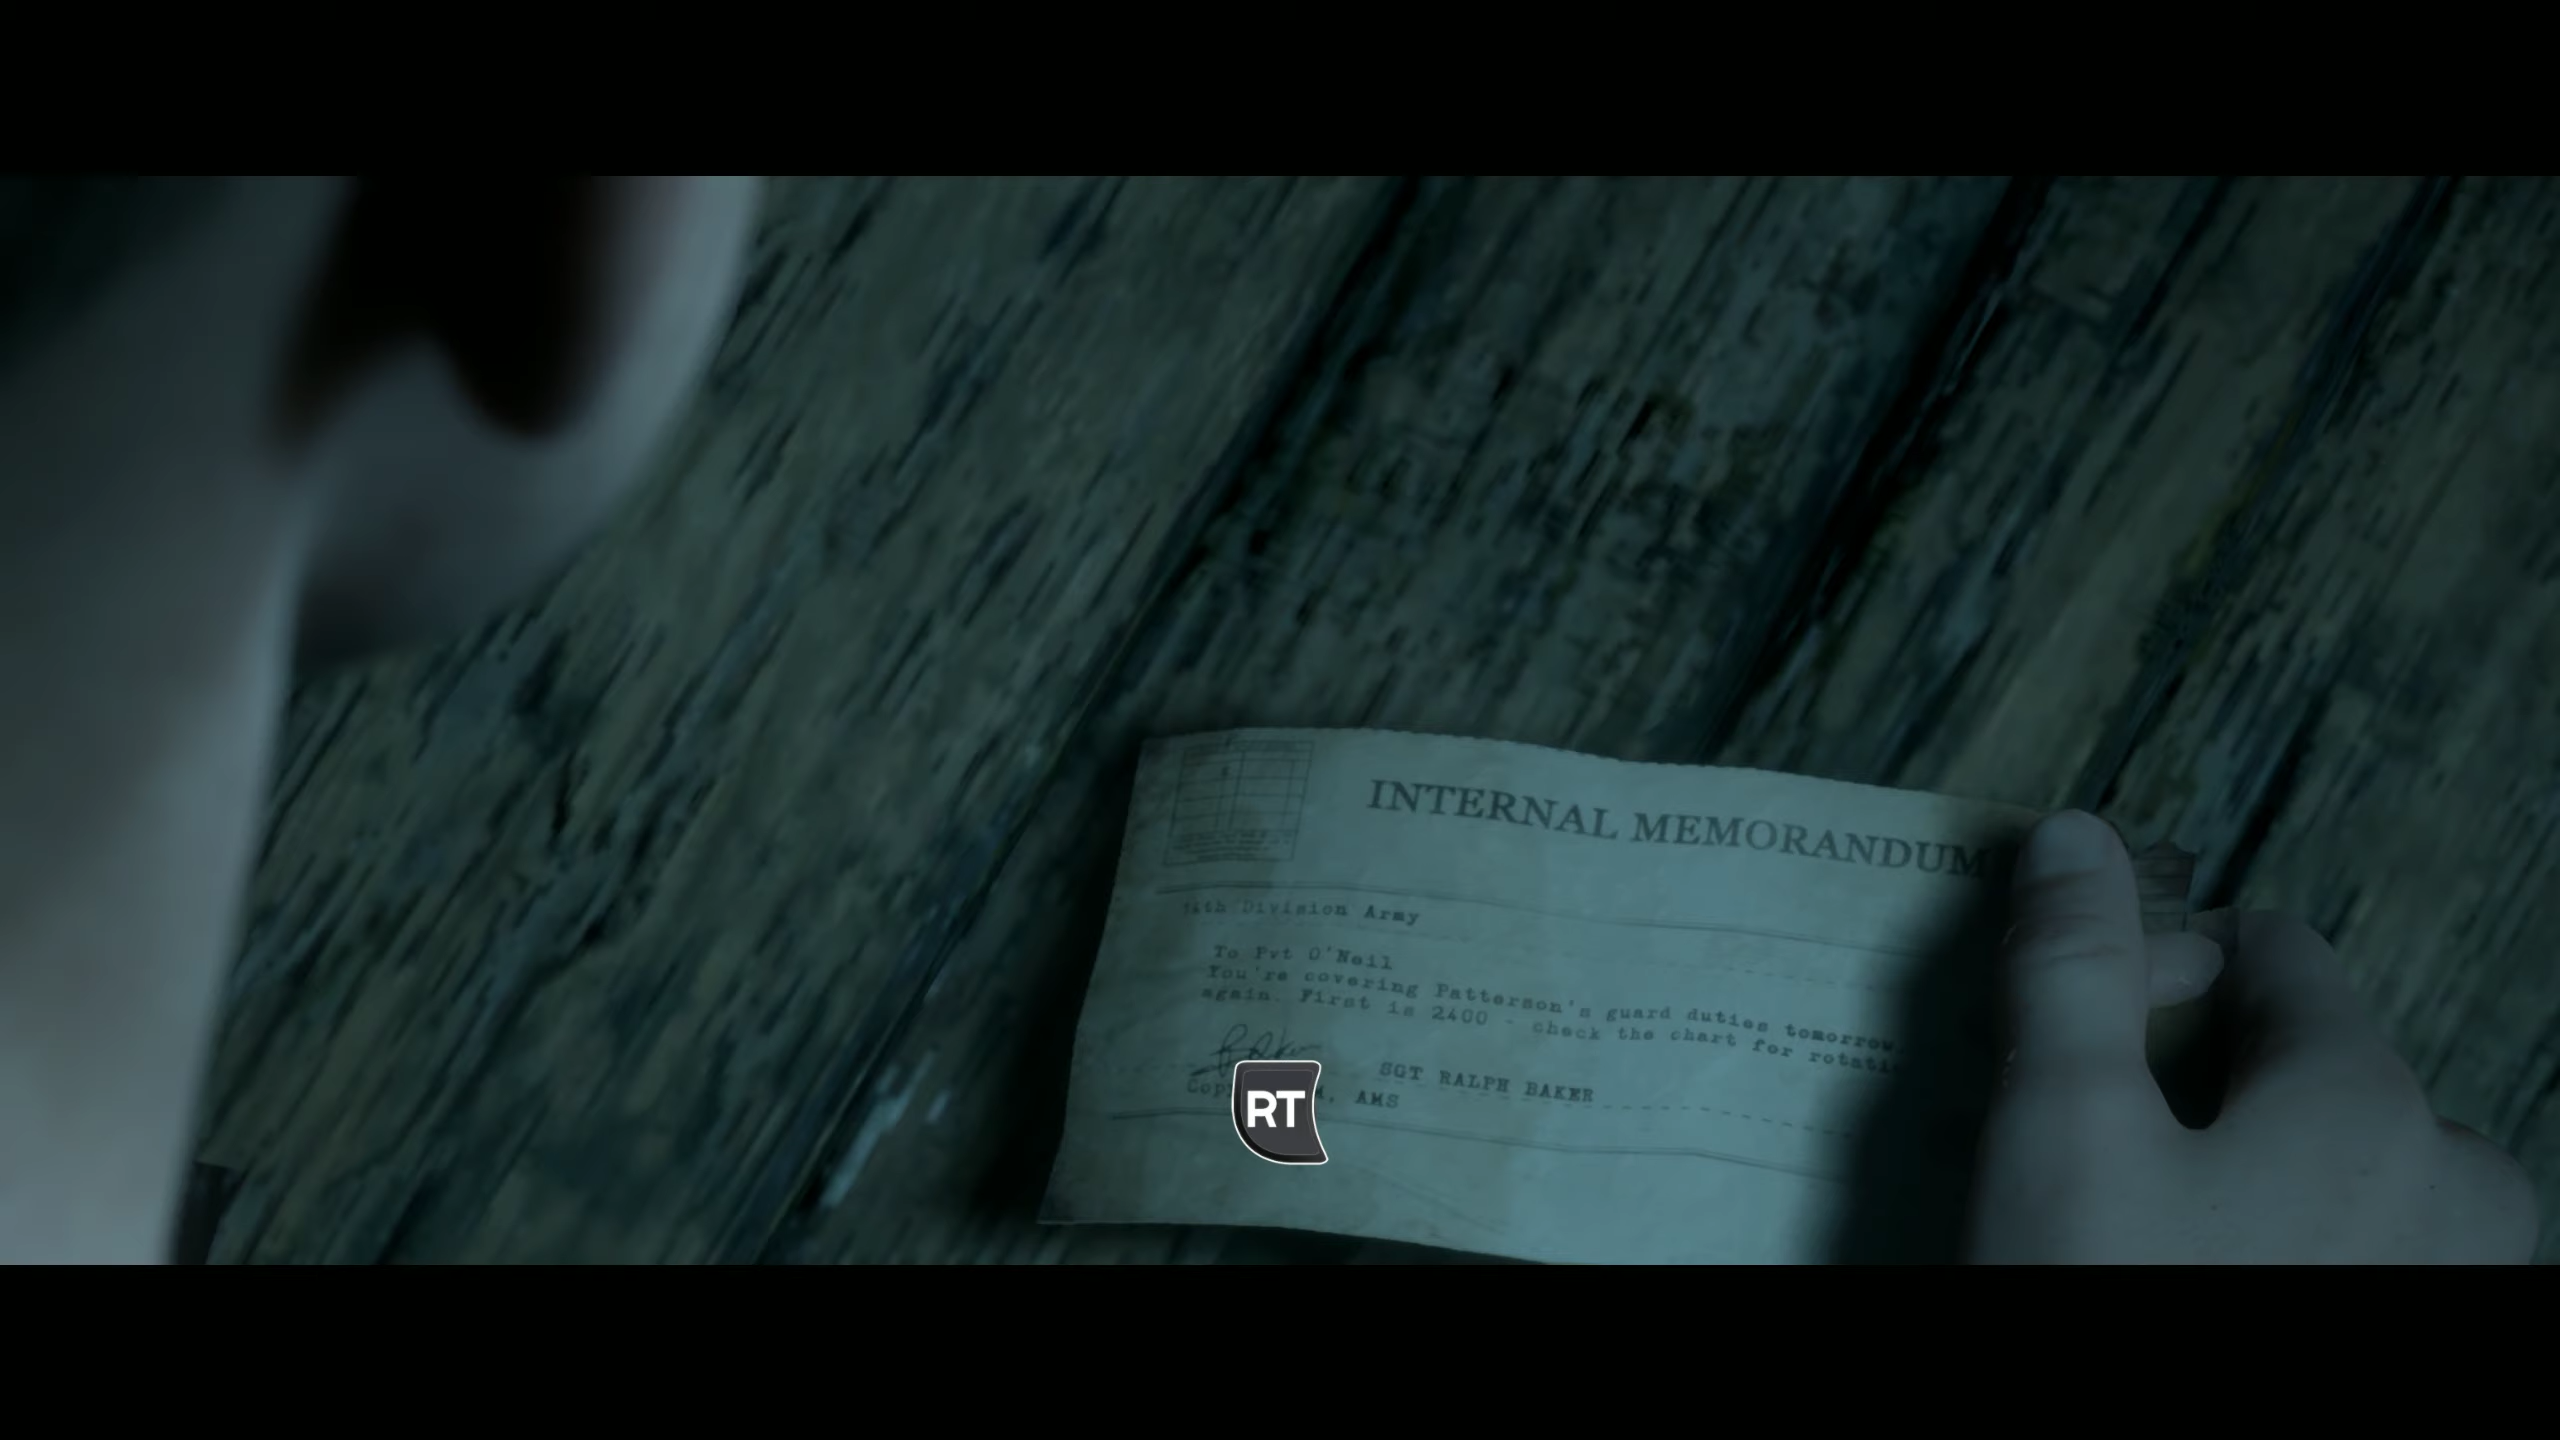 INTERNAL MEMORANDUM
Division Army
To Pvt O'Neil
You're covering Patterson's guard duties tomorrow.
again. First is 2400 - check the chart for
SGT RALPH BAKER
AMS
RT